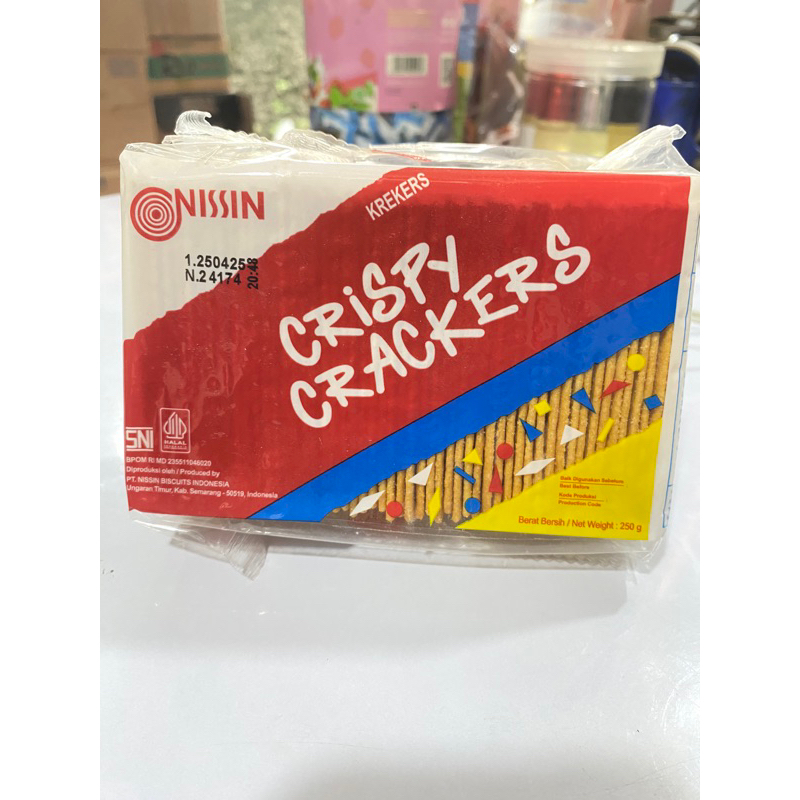 NISSIN
KREKERS
1.250425
N.2 4174
20:48
CRiSPY
CRACKERS
SNI
HALAL
INDONESIA
BPOM RI MD 235511046020
Diproduksi oleh / Produced by
PT. NISSIN BISCUITS INDONESIA
Ungaran Timur, Kab. Semarang - 50519, Indonesia
Baik Digunakan Sebelum
Best Before
Kode Produksi
Production Code
Berat Bersih / Net Weight : 250 g